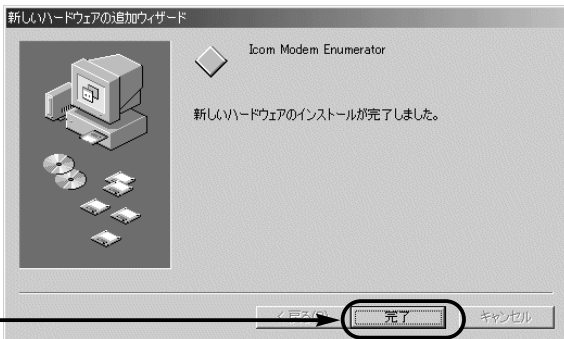 新しいハードウェアの追加ウィザード
Icom Modem Enumerator
新しいハードウェアのインストールが完了しました。
< 戻る(B)
完了
キャンセル